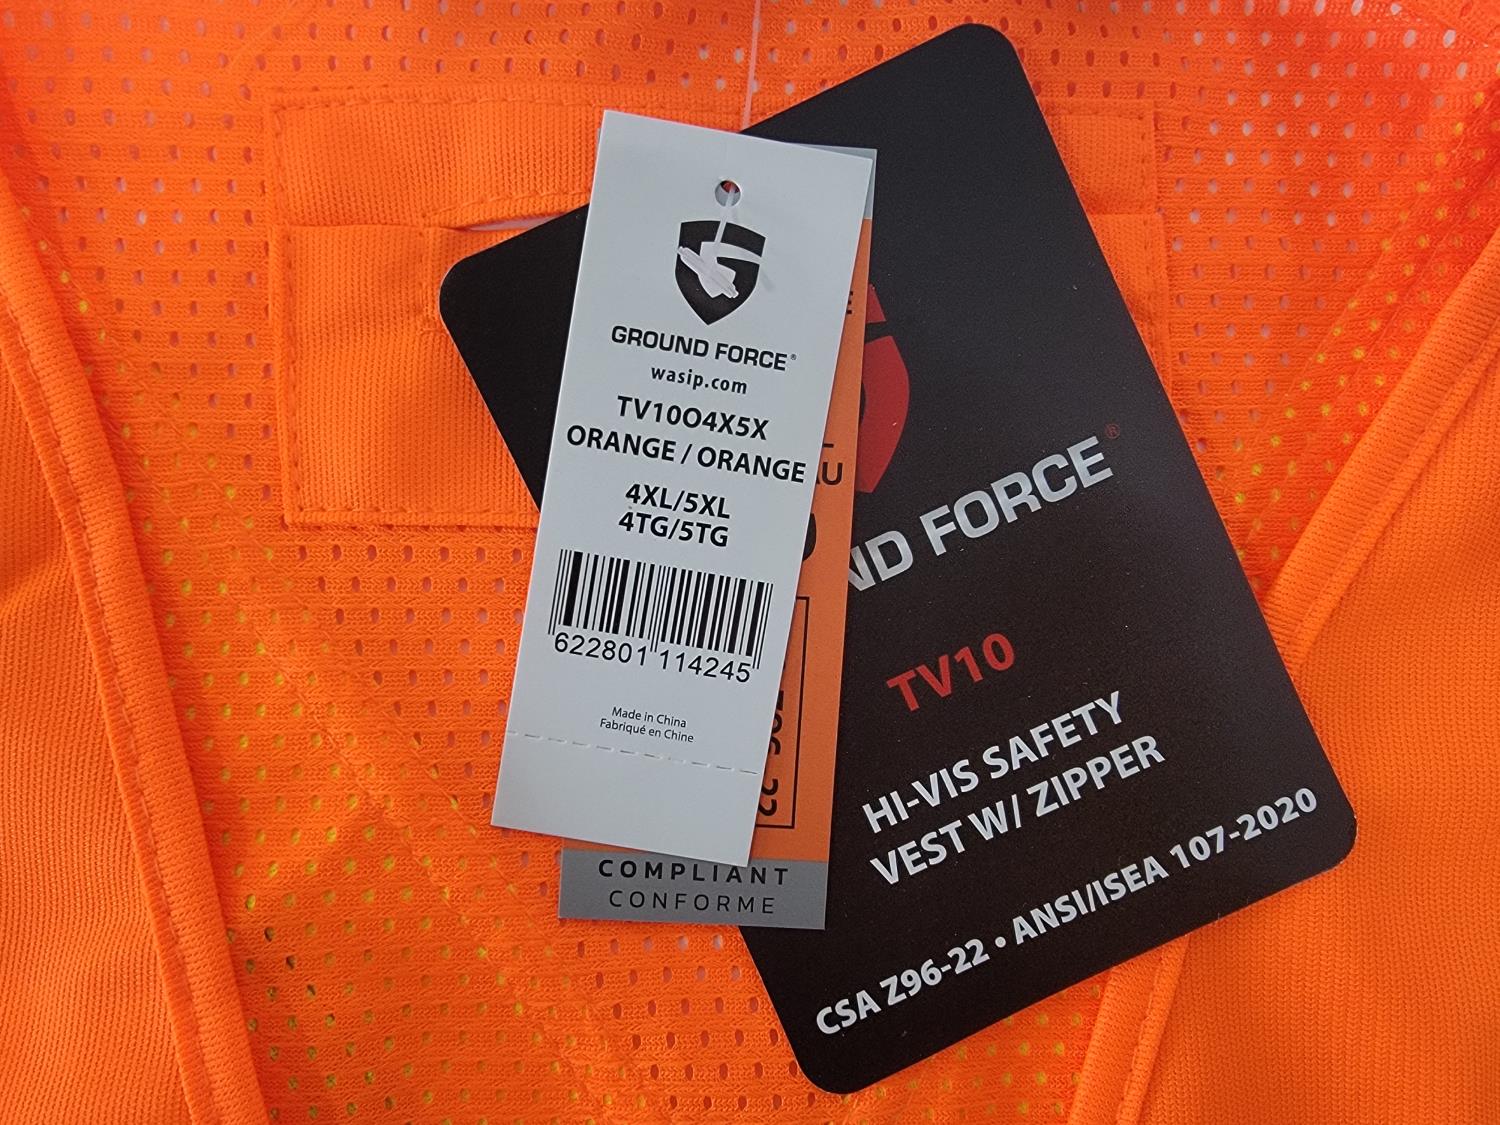 GROUND FORCE®
wasip.com
TV10O4X5X
ORANGE / ORANGE
4XL/5XL
4TG/5TG
622801 114245
Made in China
Fabriqué en Chine
COMPLIANT
CONFORME
FORCE®
TV10
HI-VIS SAFETY
VEST W/ ZIPPER
CSA Z96-22 • ANSI/ISEA 107-2020